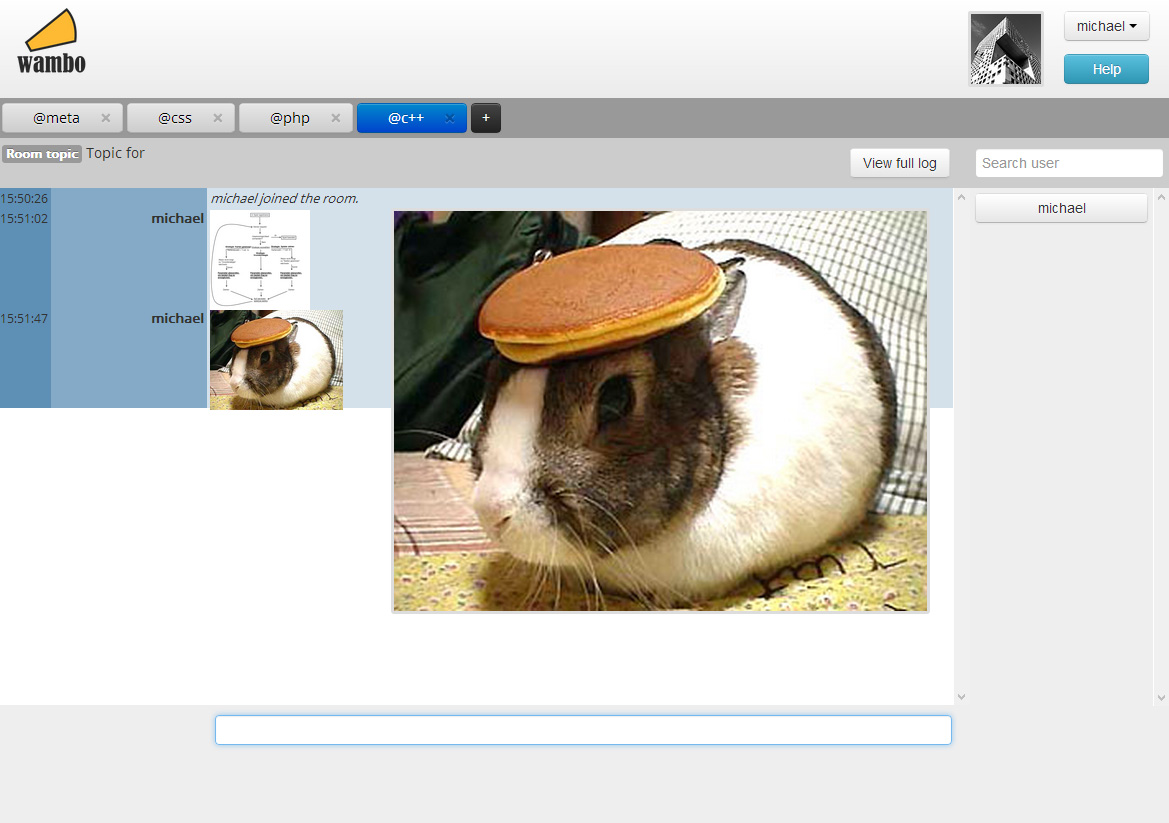 wambo
michael
Help
@meta × @css × @php × @c++ × +
Room topic Topic for
View full log
Search user
15:50:26 michael joined the room.
michael
15:51:02 michael
15:51:47 michael